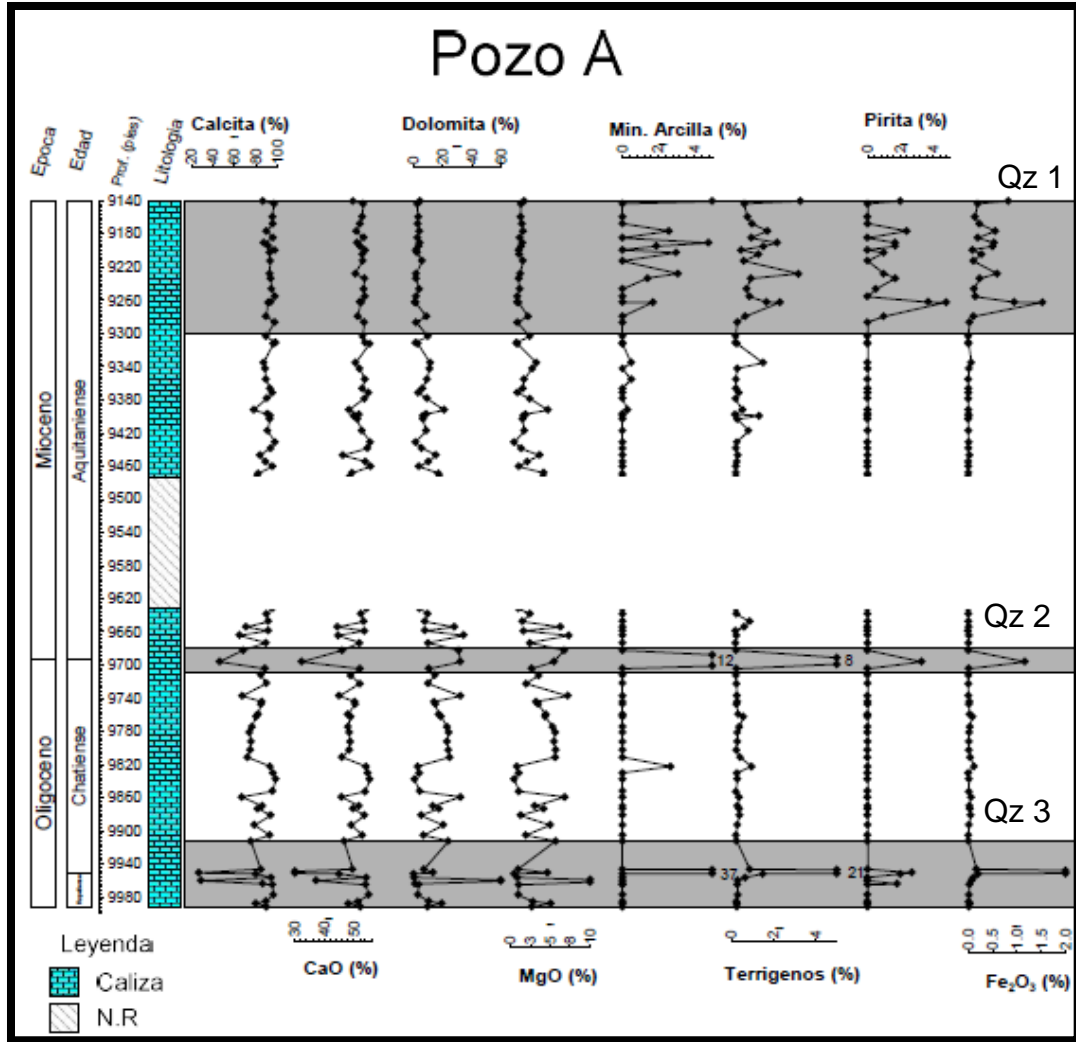 Pozo A
Epoca
Edad
Prof. (pies)
Litologia
Calcita (%)
20 40 60 80 100
Dolomita (%)
0 20 40 60
Min. Arcilla (%)
0 2 4
Pirita (%)
0 2 4
Qz 1
Qz 2
Qz 3
Mioceno
Oligoceno
Aquitaniense
Chatiense
9140
9180
9220
9260
9300
9340
9380
9420
9460
9500
9540
9580
9620
9660
9700
9740
9780
9820
9860
9900
9940
9980
12
8
37
21
30 40 50
CaO (%)
0 3 5 8 10
MgO (%)
0 2 4
Terrigenos (%)
0.0 0.5 1.0 1.5 2.0
Fe₂O₃ (%)
Leyenda
Caliza
N.R